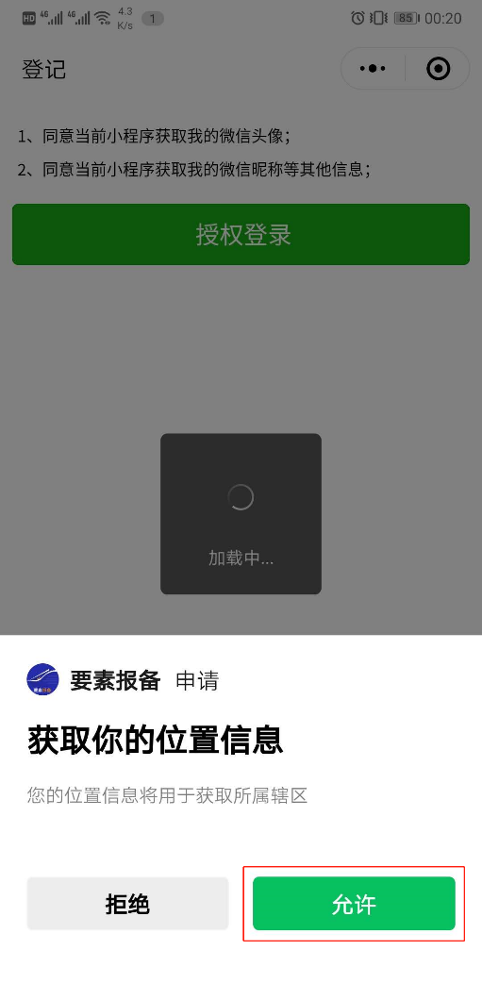 HD 4G 4G 4.3 K/s 1 85 00:20
登记
1、同意当前小程序获取我的微信头像；
2、同意当前小程序获取我的微信昵称等其他信息；
授权登录
加载中...
要素报备 申请
获取你的位置信息
您的位置信息将用于获取所属辖区
拒绝 允许